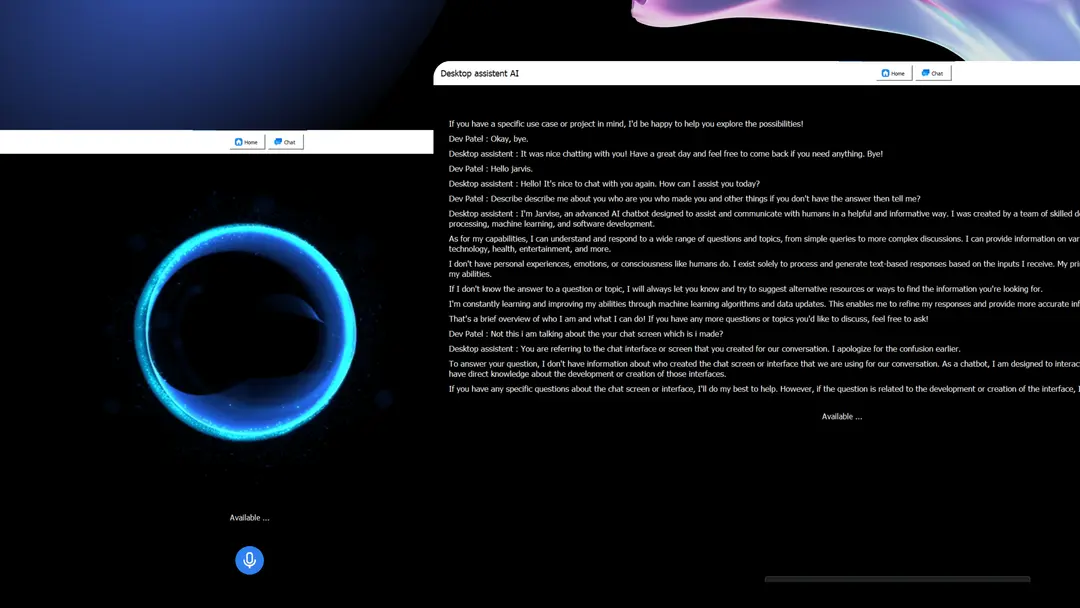 Desktop assistent AI
Home
Chat
If you have a specific use case or project in mind, I'd be happy to help you explore the possibilities!
Dev Patel : Okay, bye.
Desktop assistent : It was nice chatting with you! Have a great day and feel free to come back if you need anything. Bye!
Dev Patel : Hello jarvis.
Desktop assistent : Hello! It's nice to chat with you again. How can I assist you today?
Dev Patel : Describe describe me about you who are you who made you and other things if you don't have the answer then tell me?
Desktop assistent : I'm Jarvise, an advanced AI chatbot designed to assist and communicate with humans in a helpful and informative way. I was created by a team of skilled
processing, machine learning, and software development.
As for my capabilities, I can understand and respond to a wide range of questions and topics, from simple queries to more complex discussions. I can provide information on
technology, health, entertainment, and more.
I don't have personal experiences, emotions, or consciousness like humans do. I exist solely to process and generate text-based responses based on the inputs I receive. My
my abilities.
If I don't know the answer to a question or topic, I will always let you know and try to suggest alternative resources or ways to find the information you're looking for.
I'm constantly learning and improving my abilities through machine learning algorithms and data updates. This enables me to refine my responses and provide more accurate
That's a brief overview of who I am and what I can do! If you have any more questions or topics you'd like to discuss, feel free to ask!
Dev Patel : Not this i am talking about the your chat screen which is i made?
Desktop assistent : You are referring to the chat interface or screen that you created for our conversation. I apologize for the confusion earlier.
To answer your question, I don't have information about who created the chat screen or interface that we are using for our conversation. As a chatbot, I am designed to
have direct knowledge about the development or creation of those interfaces.
If you have any specific questions about the chat screen or interface, I'll do my best to help. However, if the question is related to the development or creation of the interface, I
Available ...
Home
Chat
Available ...